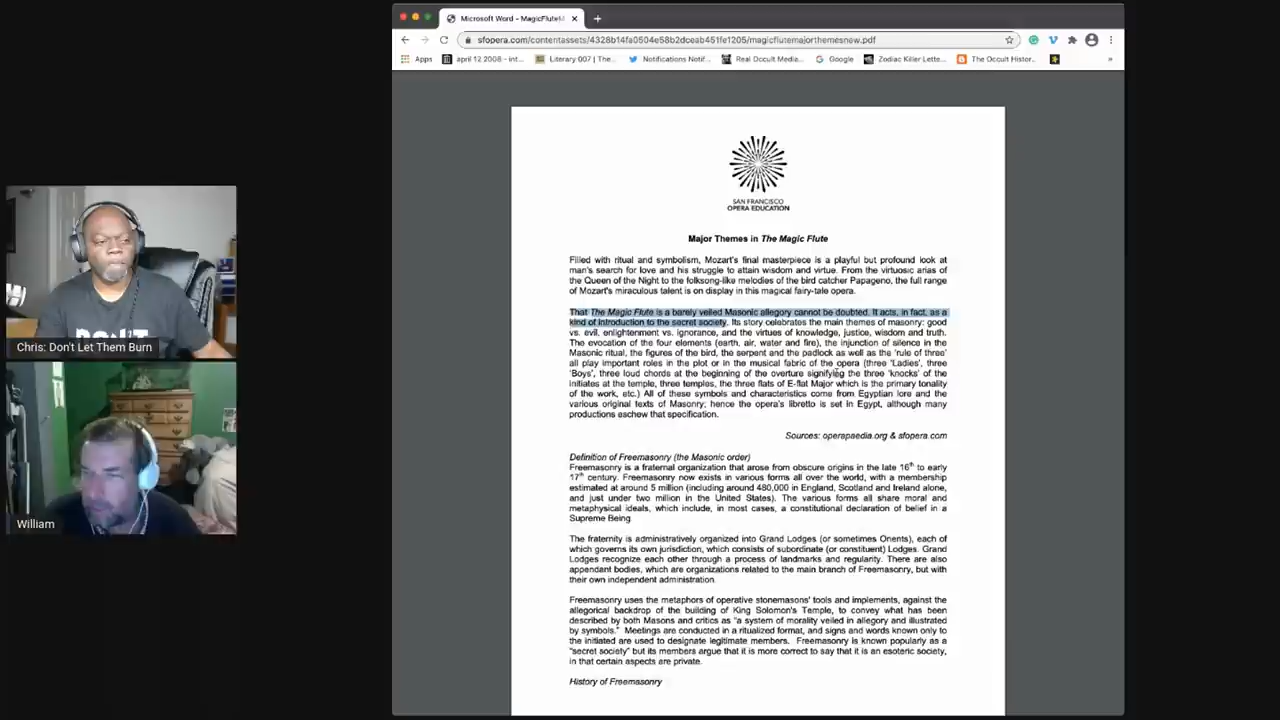 Microsoft Word - MagicFluteM
sfopera.com/contentassets/4328b14fa0504e58b2dceab451fe1205/magicflutemajorthemesnew.pdf
Apps
april 12 2008 - int...
Literary 007 | The...
Notifications Notif...
Real Occult Media...
Google
Zodiac Killer Lette...
The Occult Histor...
»
SAN FRANCISCO
OPERA EDUCATION
Major Themes in The Magic Flute
Filled with ritual and symbolism, Mozart's final masterpiece is a playful but profound look at
man's search for love and his struggle to attain wisdom and virtue. From the virtuosic arias of
the Queen of the Night to the folksong-like melodies of the bird catcher Papageno, the full range
of Mozart's miraculous talent is on display in this magical fairy-tale opera.
That The Magic Flute is a barely veiled Masonic allegory cannot be doubted. It acts, in fact, as a
kind of introduction to the secret society. Its story celebrates the main themes of masonry: good
vs. evil, enlightenment vs. ignorance, and the virtues of knowledge, justice, wisdom and truth.
The evocation of the four elements (earth, air, water and fire), the injunction of silence in the
Masonic ritual, the figures of the bird, the serpent and the padlock as well as the 'rule of three'
all play important roles in the plot or in the musical fabric of the opera (three 'Ladies', three
'Boys', three loud chords at the beginning of the overture signifying the three 'knocks' of the
initiates at the temple, three temples, the three flats of E-flat Major which is the primary tonality
of the work, etc.) All of these symbols and characteristics come from Egyptian lore and the
various original texts of Masonry; hence the opera's libretto is set in Egypt, although many
productions eschew that specification.
Sources: operapaedia.org & sfopera.com
Definition of Freemasonry (the Masonic order)
Freemasonry is a fraternal organization that arose from obscure origins in the late 16th to early
17th century. Freemasonry now exists in various forms all over the world, with a membership
estimated at around 5 million (including around 480,000 in England, Scotland and Ireland alone,
and just under two million in the United States). The various forms all share moral and
metaphysical ideals, which include, in most cases, a constitutional declaration of belief in a
Supreme Being
The fraternity is administratively organized into Grand Lodges (or sometimes Orients), each of
which governs its own jurisdiction, which consists of subordinate (or constituent) Lodges. Grand
Lodges recognize each other through a process of landmarks and regularity. There are also
appendant bodies, which are organizations related to the main branch of Freemasonry, but with
their own independent administration.
Freemasonry uses the metaphors of operative stonemasons' tools and implements, against the
allegorical backdrop of the building of King Solomon's Temple, to convey what has been
described by both Masons and critics as "a system of morality veiled in allegory and illustrated
by symbols." Meetings are conducted in a ritualized format, and signs and words known only to
the initiated are used to designate legitimate members. Freemasonry is known popularly as a
"secret society" but its members argue that it is more correct to say that it is an esoteric society,
in that certain aspects are private.
History of Freemasonry
Chris: Don't Let Them Burn
William